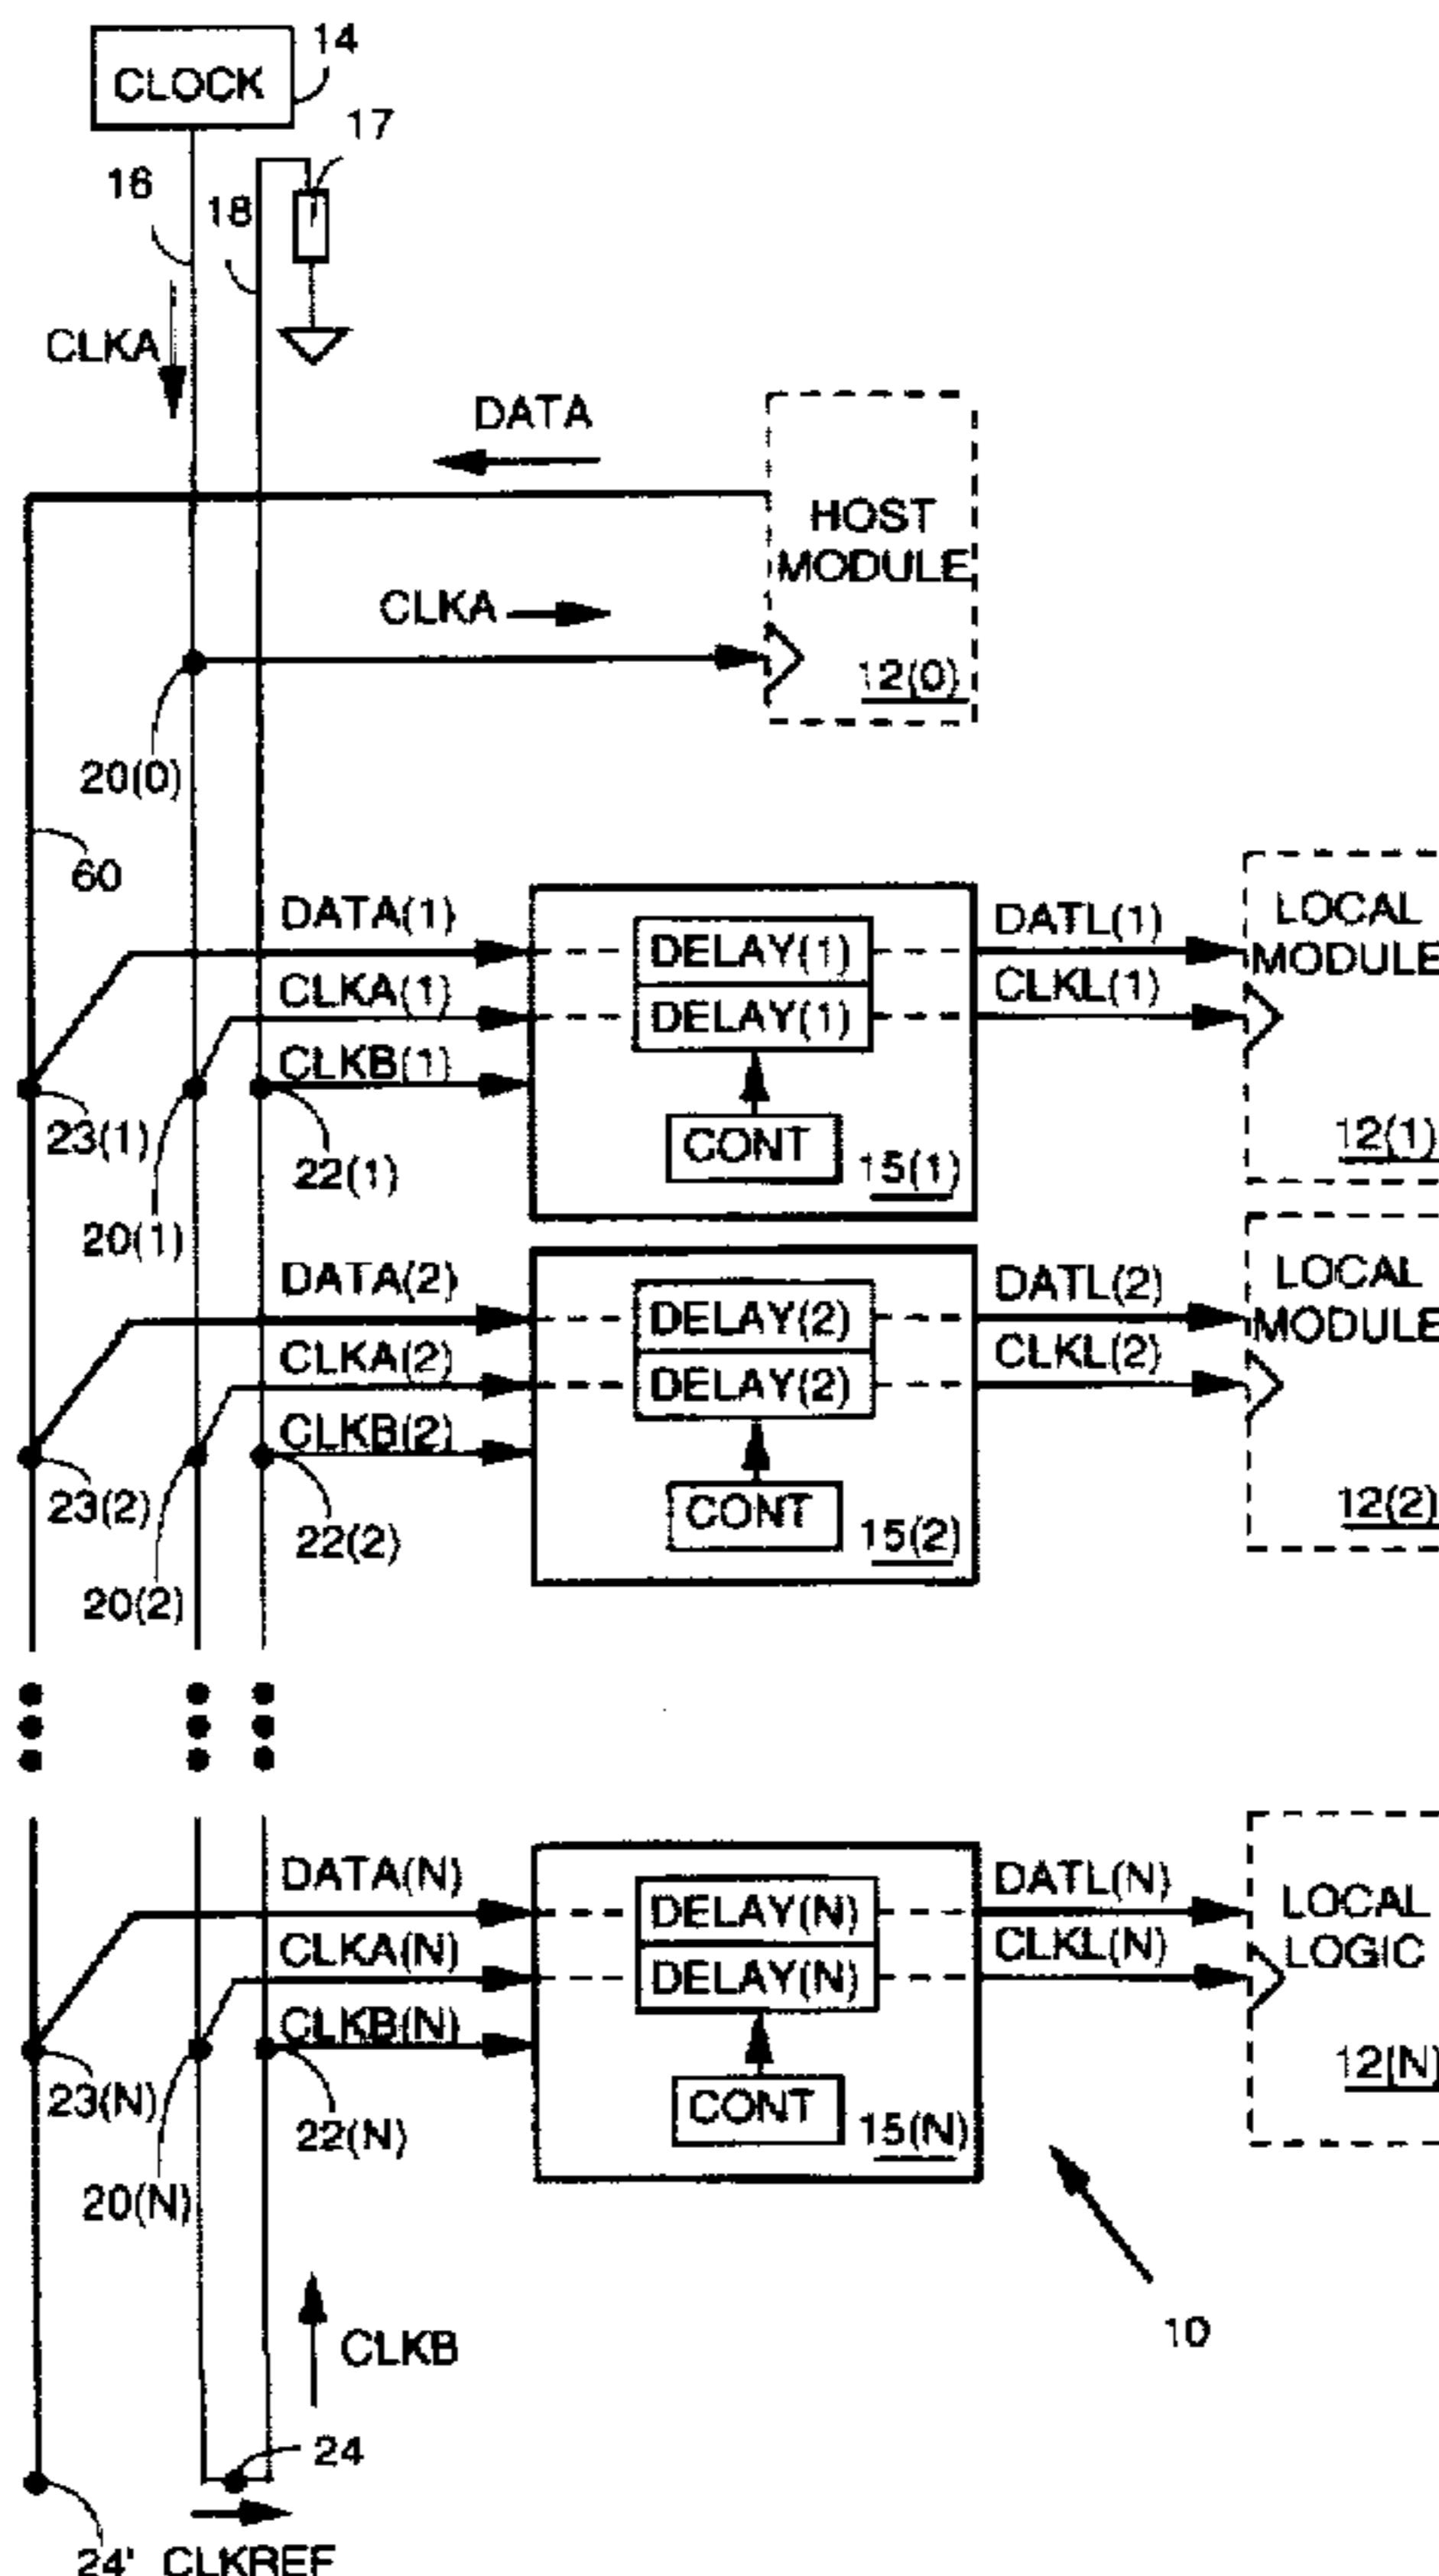 14
CLOCK
17
16
18
CLKA
DATA
HOST
MODULE
CLKA
12(0)
20(0)
60
DATA(1)
CLKA(1)
CLKB(1)
DELAY(1)
DELAY(1)
CONT
15(1)
DATL(1)
CLKL(1)
LOCAL
MODULE
12(1)
23(1)
20(1)
22(1)
DATA(2)
CLKA(2)
CLKB(2)
DELAY(2)
DELAY(2)
CONT
15(2)
DATL(2)
CLKL(2)
LOCAL
MODULE
12(2)
23(2)
20(2)
22(2)
DATA(N)
CLKA(N)
CLKB(N)
DELAY(N)
DELAY(N)
CONT
15(N)
DATL(N)
CLKL(N)
LOCAL
LOGIC
12(N)
23(N)
20(N)
22(N)
10
CLKB
24
24' CLKREF